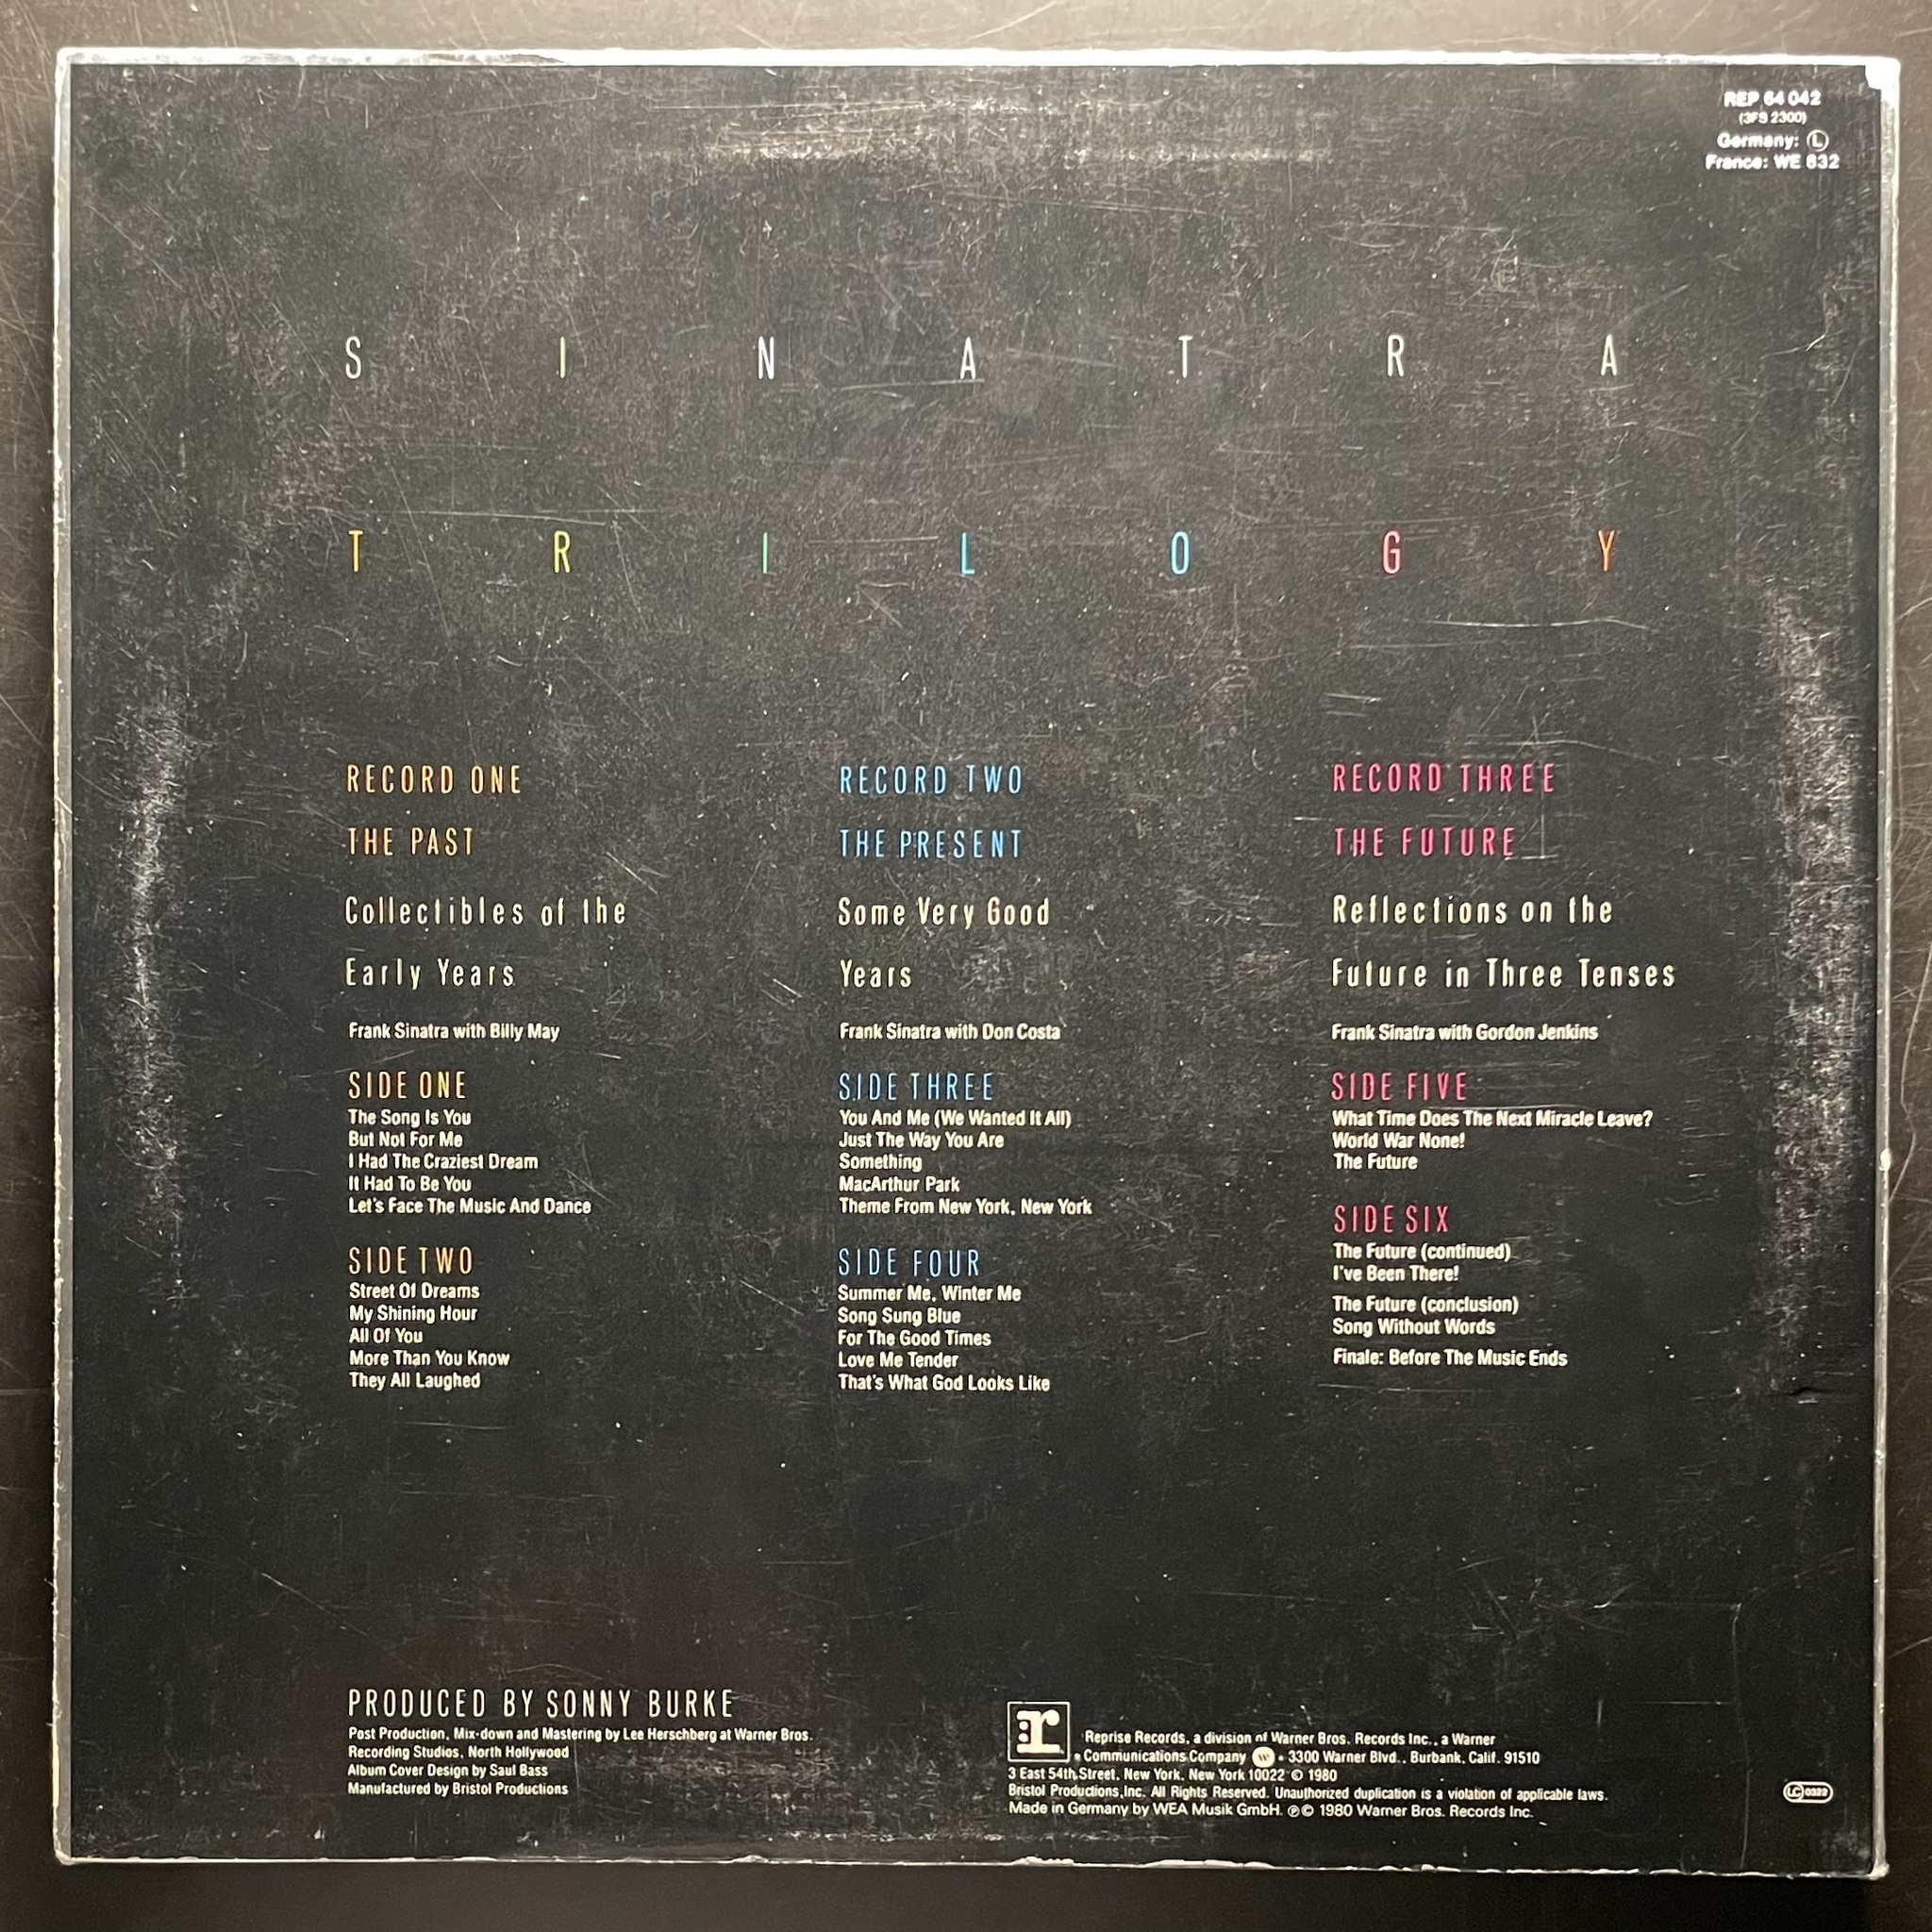 REP 64 042
(3FS 2300)
Germany: Ⓛ
France: WE 832
S I N A T R A
T R I L O G Y
RECORD ONE
THE PAST
Collectibles of the
Early Years
Frank Sinatra with Billy May
SIDE ONE
The Song Is You
But Not For Me
I Had The Craziest Dream
It Had To Be You
Let's Face The Music And Dance
SIDE TWO
Street Of Dreams
My Shining Hour
All Of You
More Than You Know
They All Laughed
RECORD TWO
THE PRESENT
Some Very Good
Years
Frank Sinatra with Don Costa
SIDE THREE
You And Me (We Wanted It All)
Just The Way You Are
Something
MacArthur Park
Theme From New York, New York
SIDE FOUR
Summer Me, Winter Me
Song Sung Blue
For The Good Times
Love Me Tender
That's What God Looks Like
RECORD THREE
THE FUTURE
Reflections on the
Future in Three Tenses
Frank Sinatra with Gordon Jenkins
SIDE FIVE
What Time Does The Next Miracle Leave?
World War None!
The Future
SIDE SIX
The Future (continued)
I've Been There!
The Future (conclusion)
Song Without Words
Finale: Before The Music Ends
PRODUCED BY SONNY BURKE
Post Production, Mix-down and Mastering by Lee Herschberg at Warner Bros.
Recording Studios, North Hollywood
Album Cover Design by Saul Bass
Manufactured by Bristol Productions
r:
Reprise Records, a division of Warner Bros. Records Inc., a Warner
Communications Company • 3300 Warner Blvd., Burbank, Calif. 91510
3 East 54th Street, New York, New York 10022 © 1980
Bristol Productions, Inc. All Rights Reserved. Unauthorized duplication is a violation of applicable laws.
Made in Germany by WEA Musik GmbH. ℗© 1980 Warner Bros. Records Inc.
LC 0322